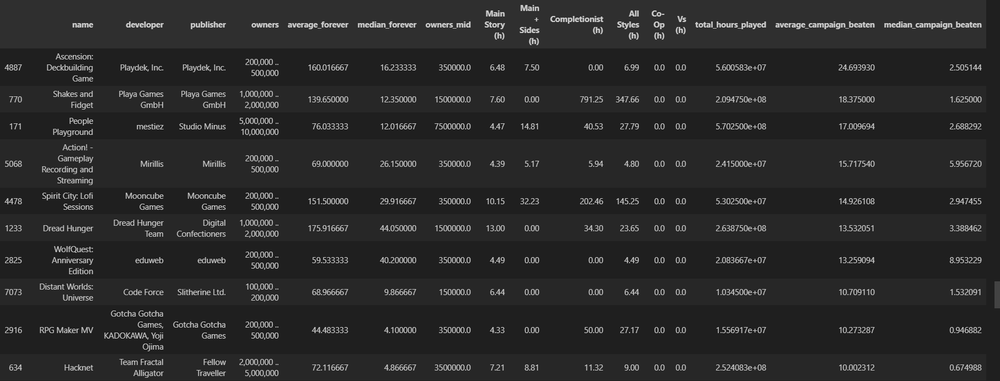 name developer publisher owners average_forever median_forever owners_mid Main Story (h) Main + Sides (h) Completionist (h) All Styles (h) Co-Op (h) Vs (h) total_hours_played average_campaign_beaten median_campaign_beaten
4887 Ascension: Deckbuilding Game Playdek, Inc. Playdek, Inc. 200,000 .. 500,000 160.016667 16.233333 350000.0 6.48 7.50 0.00 6.99 0.0 0.0 5.600583e+07 24.693930 2.505144
770 Shakes and Fidget Playa Games GmbH Playa Games GmbH 1,000,000 .. 2,000,000 139.650000 12.350000 1500000.0 7.60 0.00 791.25 347.66 0.0 0.0 2.094750e+08 18.375000 1.625000
171 People Playground mestiez Studio Minus 5,000,000 .. 10,000,000 76.033333 12.016667 7500000.0 4.47 14.81 40.53 27.79 0.0 0.0 5.702500e+08 17.009694 2.688292
5068 Action! - Gameplay Recording and Streaming Mirillis Mirillis 200,000 .. 500,000 69.000000 26.150000 350000.0 4.39 5.17 5.94 4.80 0.0 0.0 2.415000e+07 15.717540 5.956720
4478 Spirit City: Lofi Sessions Mooncube Games Mooncube Games 200,000 .. 500,000 151.500000 29.916667 350000.0 10.15 32.23 202.46 145.25 0.0 0.0 5.302500e+07 14.926108 2.947455
1233 Dread Hunger Dread Hunger Team Digital Confectioners 1,000,000 .. 2,000,000 175.916667 44.050000 1500000.0 13.00 0.00 34.30 23.65 0.0 0.0 2.638750e+08 13.532051 3.388462
2825 WolfQuest: Anniversary Edition eduweb eduweb 200,000 .. 500,000 59.533333 40.200000 350000.0 4.49 0.00 0.00 4.49 0.0 0.0 2.083667e+07 13.259094 8.953229
7073 Distant Worlds: Universe Code Force Slitherine Ltd. 100,000 .. 200,000 68.966667 9.866667 150000.0 6.44 0.00 0.00 6.44 0.0 0.0 1.034500e+07 10.709110 1.532091
2916 RPG Maker MV Gotcha Gotcha Games, KADOKAWA, Yoji Ojima Gotcha Gotcha Games 200,000 .. 500,000 44.483333 4.100000 350000.0 4.33 0.00 50.00 27.17 0.0 0.0 1.556917e+07 10.273287 0.946882
634 Hacknet Team Fractal Alligator Fellow Traveller 2,000,000 .. 5,000,000 72.116667 4.866667 3500000.0 7.21 8.81 11.32 9.00 0.0 0.0 2.524083e+08 10.002312 0.674988